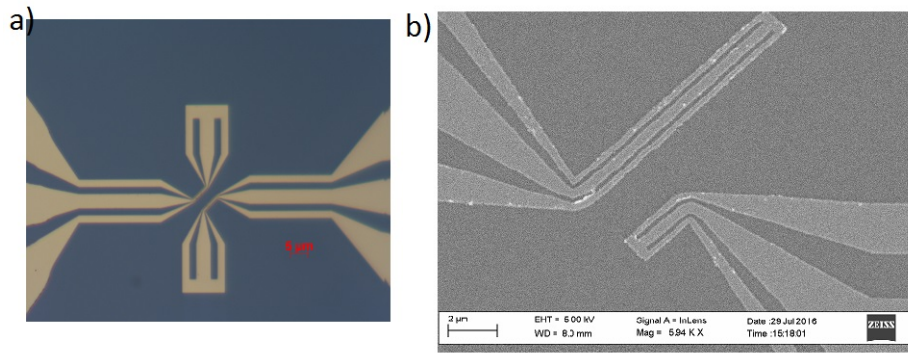 a)
b)
2 µm
EHT = 5.00 kV
Signal A = InLens
Date :29 Jul 2016
WD = 8.0 mm
Mag = 5.94 K X
Time :15:18:01
ZEISS